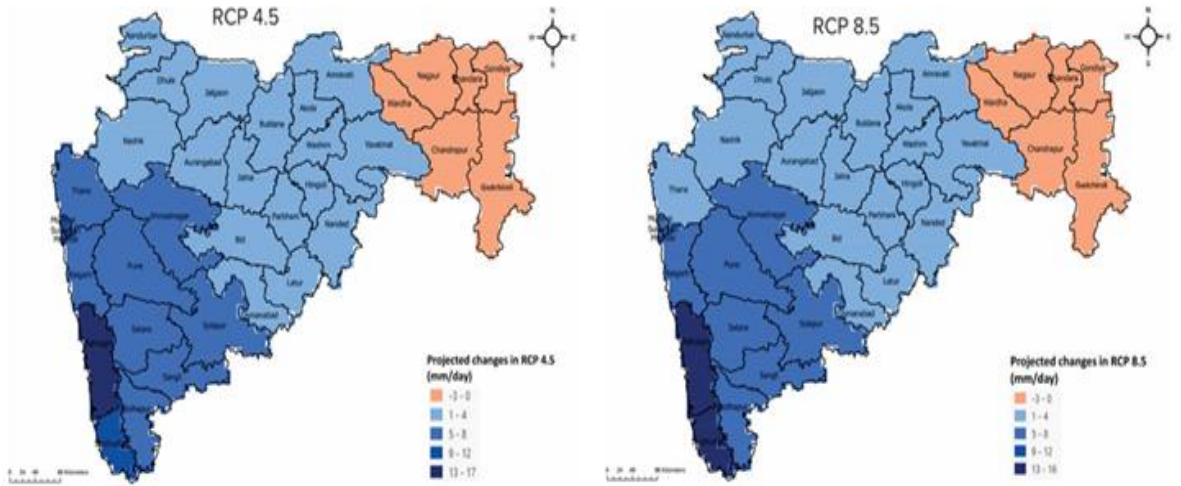 RCP 4.5
N
W
E
S
Nandurbar
Dhule
Jalgaon
Amravati
Nagpur
Gondiya
Buldana
Akola
Wardha
Nashik
Washim
Yavatmal
Chandrapur
Aurangabad
Jalna
Hingoli
Gadchiroli
Thane
Ahmadnagar
Parbhani
Nanded
Bid
Pune
Latur
Osmanabad
Satara
Solapur
Sangli
Projected changes in RCP 4.5
(mm/day)
-3 - 0
1 - 4
5 - 8
9 - 12
13 - 17
RCP 8.5
N
W
E
S
Nandurbar
Dhule
Jalgaon
Amravati
Nagpur
Gondiya
Buldana
Akola
Wardha
Nashik
Washim
Yavatmal
Chandrapur
Aurangabad
Jalna
Hingoli
Gadchiroli
Thane
Ahmadnagar
Parbhani
Nanded
Bid
Pune
Latur
Satara
Solapur
Sangli
Projected changes in RCP 8.5
(mm/day)
-3 - 0
1 - 4
5 - 8
9 - 12
13 - 16